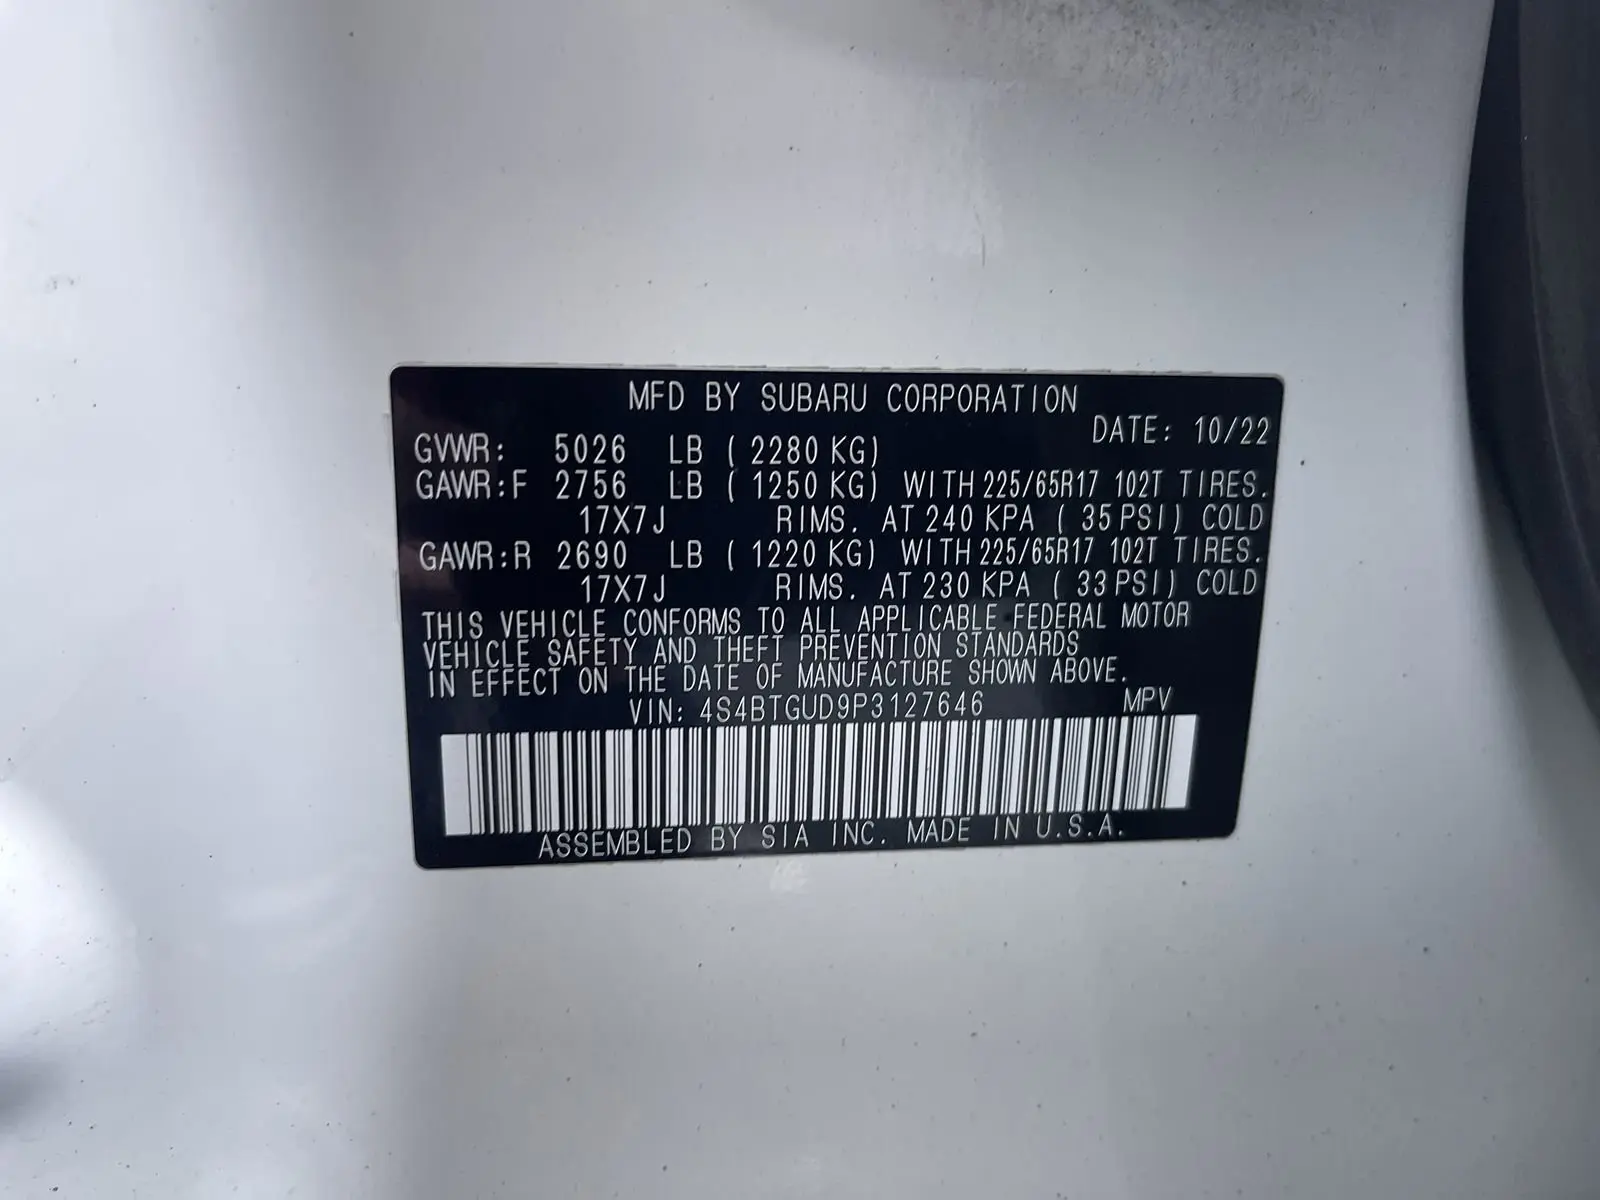 MFD BY SUBARU CORPORATION
DATE: 10/22
GVWR: 5026 LB ( 2280 KG)
GAWR:F 2756 LB ( 1250 KG) WITH 225/65R17 102T TIRES.
17X7J RIMS. AT 240 KPA ( 35 PSI) COLD
GAWR:R 2690 LB ( 1220 KG) WITH 225/65R17 102T TIRES.
17X7J RIMS. AT 230 KPA ( 33 PSI) COLD
THIS VEHICLE CONFORMS TO ALL APPLICABLE FEDERAL MOTOR
VEHICLE SAFETY AND THEFT PREVENTION STANDARDS
IN EFFECT ON THE DATE OF MANUFACTURE SHOWN ABOVE.
VIN: 4S4BTGUD9P3127646 MPV
ASSEMBLED BY SIA INC. MADE IN U.S.A.